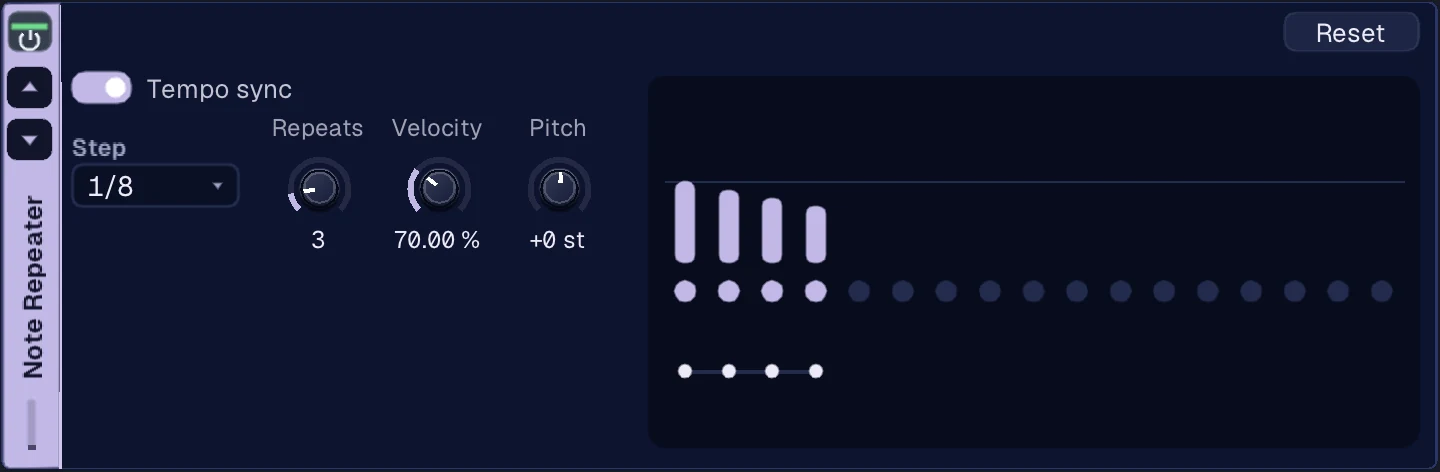 Note Repeater
Reset
Tempo sync
Step
1/8
Repeats
3
Velocity
70.00 %
Pitch
+0 st